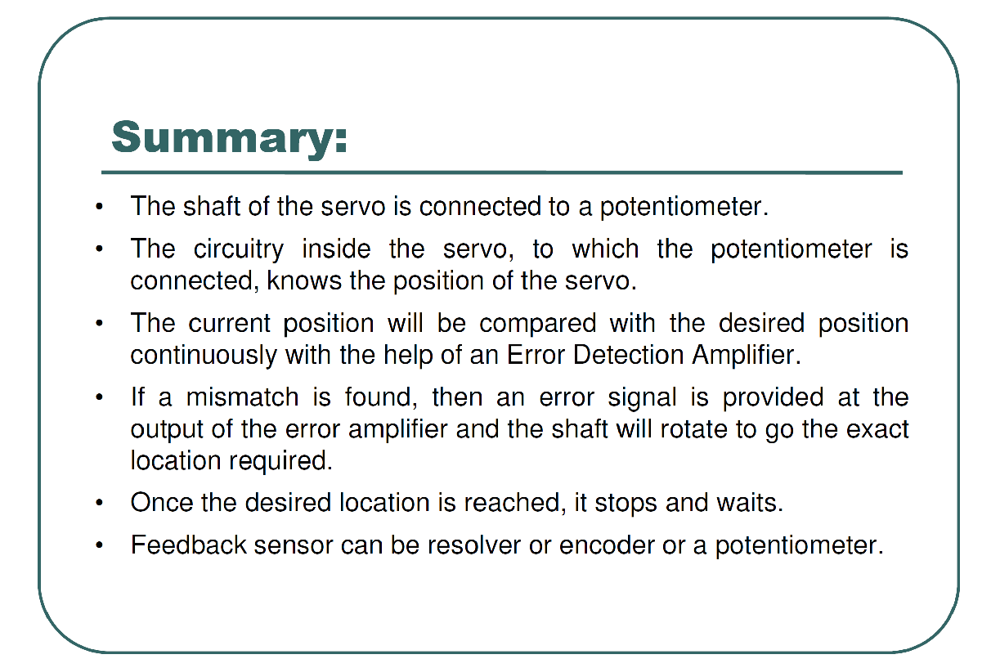 Summary:
• The shaft of the servo is connected to a potentiometer.
• The circuitry inside the servo, to which the potentiometer is
connected, knows the position of the servo.
• The current position will be compared with the desired position
continuously with the help of an Error Detection Amplifier.
• If a mismatch is found, then an error signal is provided at the
output of the error amplifier and the shaft will rotate to go the exact
location required.
• Once the desired location is reached, it stops and waits.
• Feedback sensor can be resolver or encoder or a potentiometer.